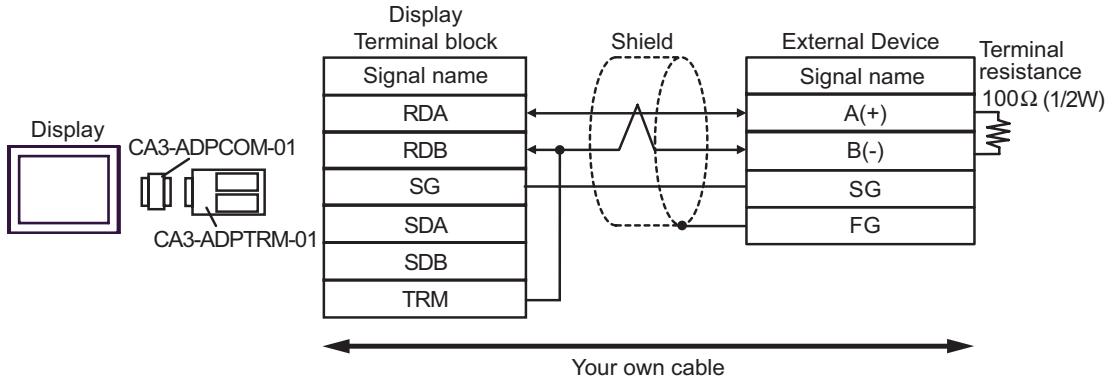 Display
Terminal block
Shield
External Device
Terminal
resistance
100Ω (1/2W)
Signal name
Signal name
RDA
A(+)
Display
CA3-ADPCOM-01
RDB
B(-)
SG
SG
CA3-ADPTRM-01
SDA
FG
SDB
TRM
Your own cable